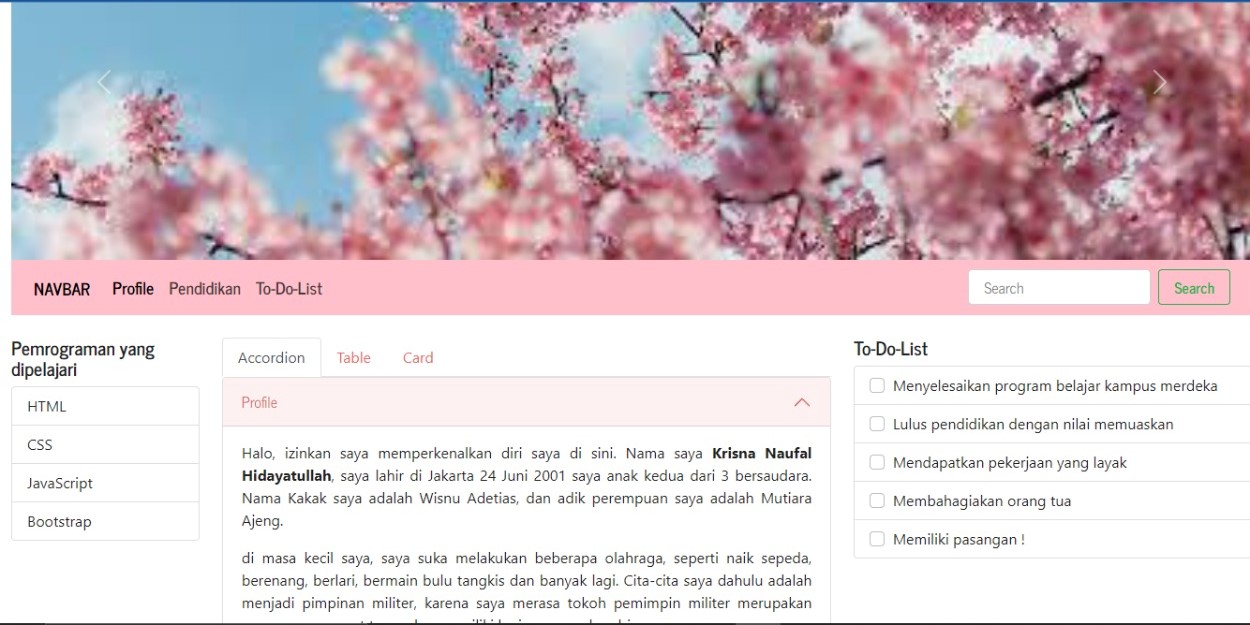 NAVBAR Profile Pendidikan To-Do-List Search Search
Pemrograman yang
dipelajari
HTML
CSS
JavaScript
Bootstrap
Accordion Table Card
Profile
Halo, izinkan saya memperkenalkan diri saya di sini. Nama saya Krisna Naufal
Hidayatullah, saya lahir di Jakarta 24 Juni 2001 saya anak kedua dari 3 bersaudara.
Nama Kakak saya adalah Wisnu Adetias, dan adik perempuan saya adalah Mutiara
Ajeng.
di masa kecil saya, saya suka melakukan beberapa olahraga, seperti naik sepeda,
berenang, berlari, bermain bulu tangkis dan banyak lagi. Cita-cita saya dahulu adalah
menjadi pimpinan militer, karena saya merasa tokoh pemimpin militer merupakan
To-Do-List
Menyelesaikan program belajar kampus merdeka
Lulus pendidikan dengan nilai memuaskan
Mendapatkan pekerjaan yang layak
Membahagiakan orang tua
Memiliki pasangan !